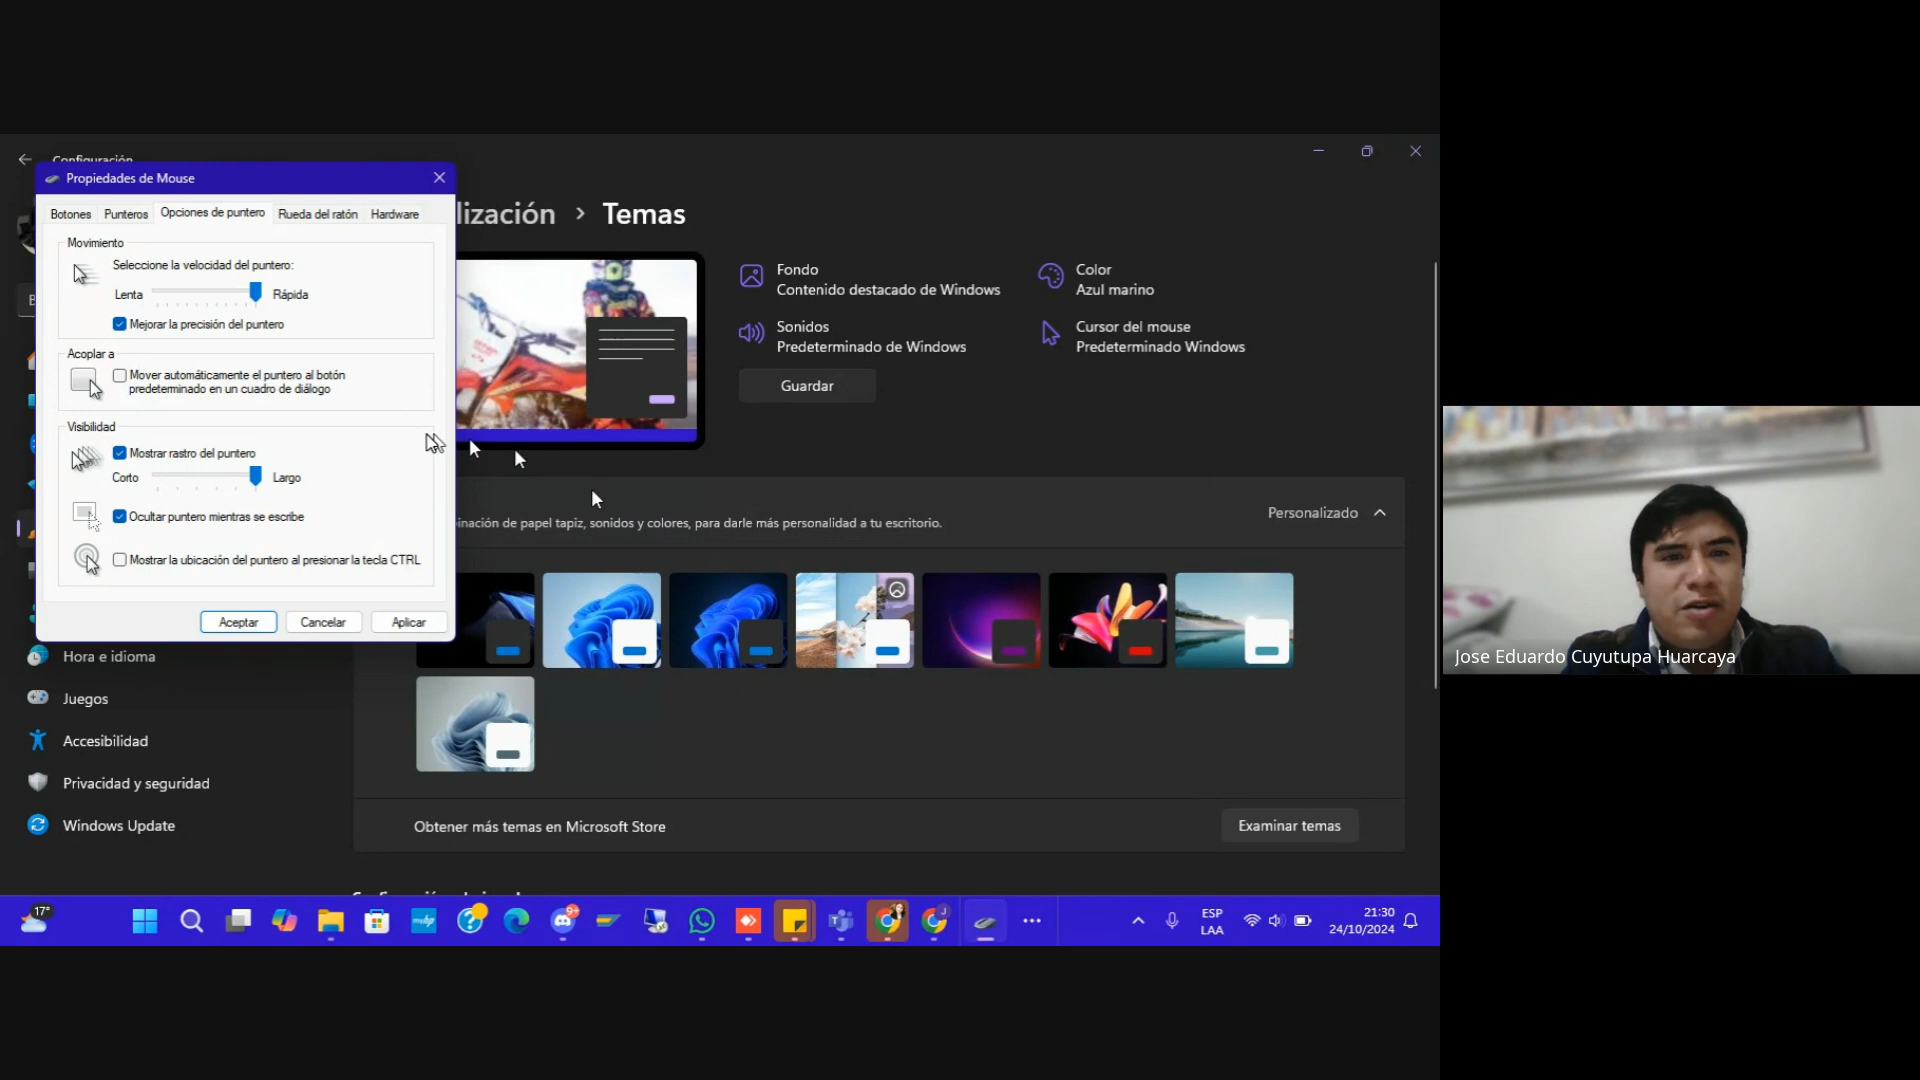 Configuración
Propiedades de Mouse
Botones Punteros Opciones de puntero Rueda del ratón Hardware
Movimiento
Seleccione la velocidad del puntero:
Lenta Rápida
Mejorar la precisión del puntero
Acoplar a
Mover automáticamente el puntero al botón
predeterminado en un cuadro de diálogo
Visibilidad
Mostrar rastro del puntero
Corto Largo
Ocultar puntero mientras se escribe
Mostrar la ubicación del puntero al presionar la tecla CTRL
Aceptar Cancelar Aplicar
lización > Temas
Fondo
Contenido destacado de Windows
Color
Azul marino
Sonidos
Predeterminado de Windows
Cursor del mouse
Predeterminado Windows
Guardar
inación de papel tapiz, sonidos y colores, para darle más personalidad a tu escritorio.
Personalizado
Hora e idioma
Juegos
Accesibilidad
Privacidad y seguridad
Windows Update
Obtener más temas en Microsoft Store
Examinar temas
17°
myhp
9+
ESP
LAA
21:30
24/10/2024
Jose Eduardo Cuyutupa Huarcaya